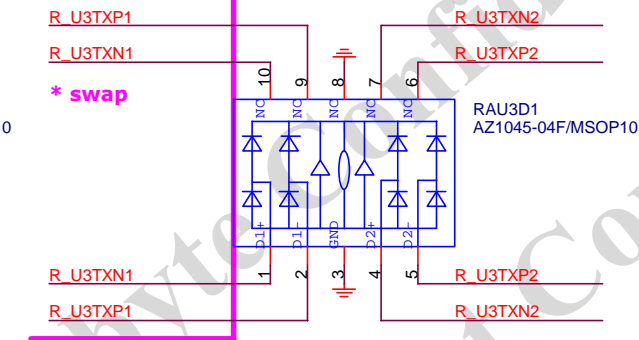 R_U3TXP1
R_U3TXN2
R_U3TXN1
R_U3TXP2
* swap
10
9
8
7
6
NC
NC
NC
NC
NC
RAU3D1
AZ1045-04F/MSOP10
0
D1+
D1-
GND
D2+
D2-
1
2
3
4
5
R_U3TXN1
R_U3TXP2
R_U3TXP1
R_U3TXN2